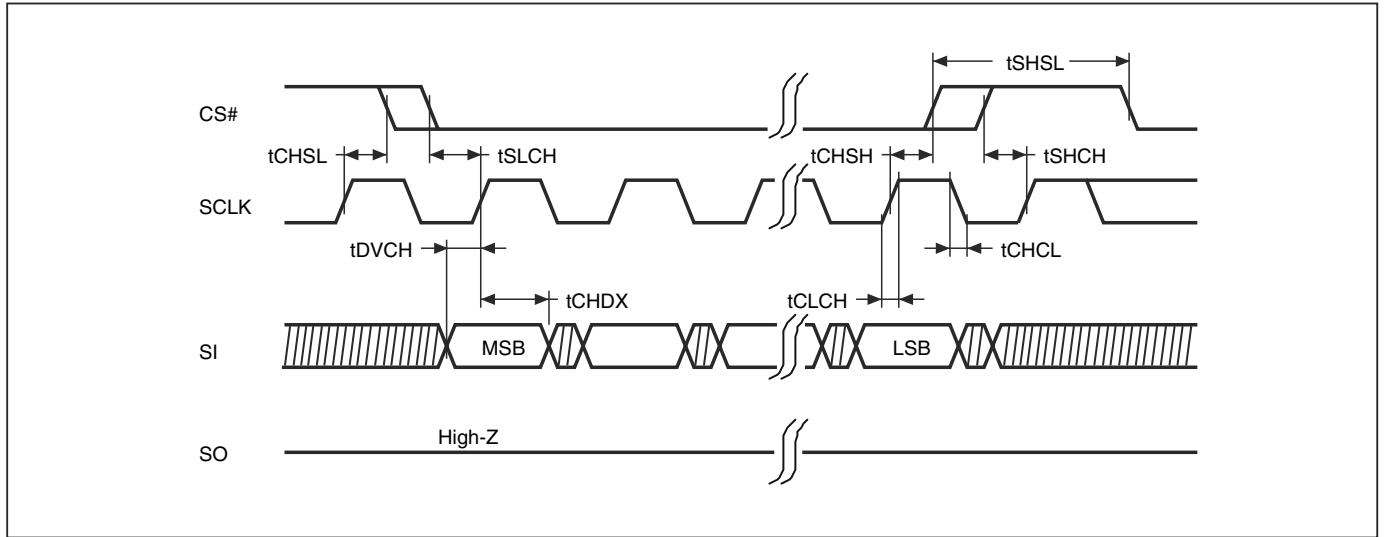 tSHSL
CS#
tCHSL
tSLCH
tCHSH
tSHCH
SCLK
tDVCH
tCHCL
tCHDX
tCLCH
SI
MSB
LSB
High-Z
SO